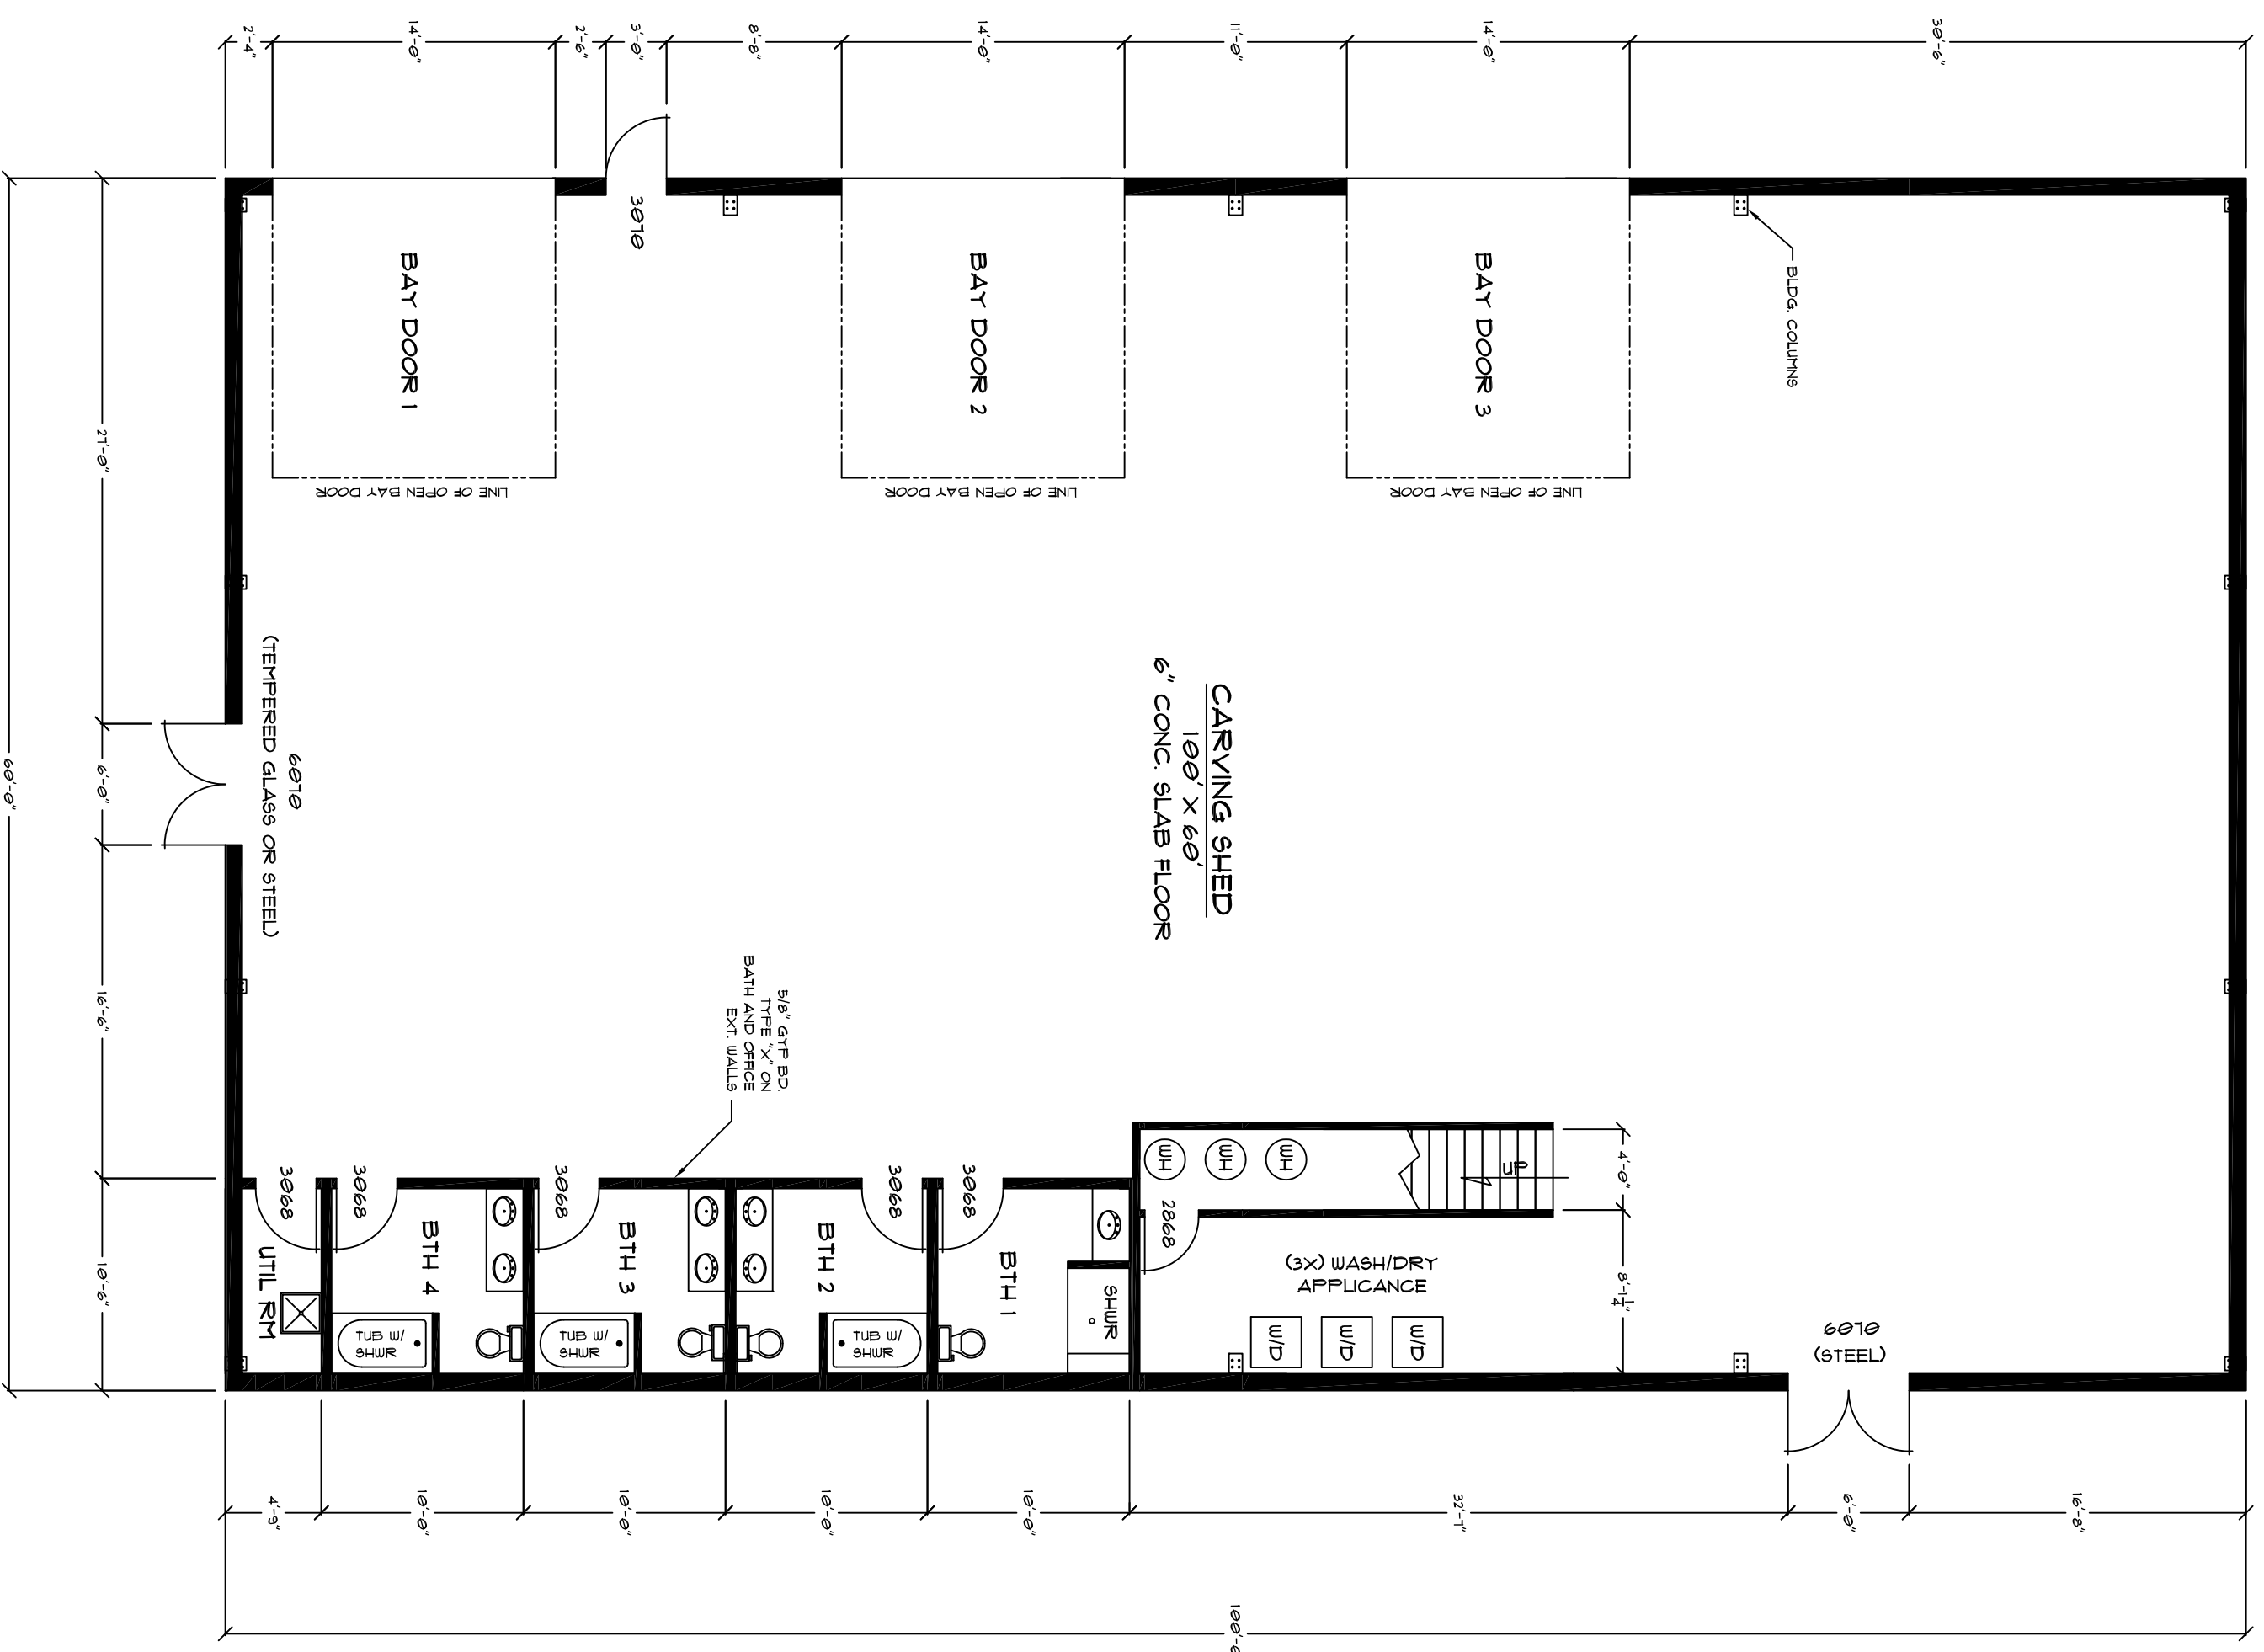 2'-4"
14'-0"
2'-6"
3'-0"
8'-8"
14'-0"
11'-0"
14'-0"
30'-6"
3070
BAY DOOR 1
BAY DOOR 2
BAY DOOR 3
BLDG. COLUMNS
LINE OF OPEN BAY DOOR
LINE OF OPEN BAY DOOR
LINE OF OPEN BAY DOOR
27'-0"
6'-0"
16'-6"
10'-6"
60'-0"
6070
(TEMPERED GLASS OR STEEL)
CARVING SHED
100' X 60'
6" CONC. SLAB FLOOR
5/8" GYP BD.
TYPE "X" ON
BATH AND OFFICE
EXT. WALLS
3068
3068
3068
3068
3068
2868
WH
WH
WH
UP
4'-0"
8'-1 1/4"
UTIL RM
BTH 4
BTH 3
BTH 2
BTH 1
SHWR
TUB W/
SHWR
TUB W/
SHWR
TUB W/
SHWR
(3X) WASH/DRY
APPLICANCE
W/D
W/D
W/D
6070
(STEEL)
4'-9"
10'-0"
10'-0"
10'-0"
10'-0"
32'-7"
6'-0"
16'-8"